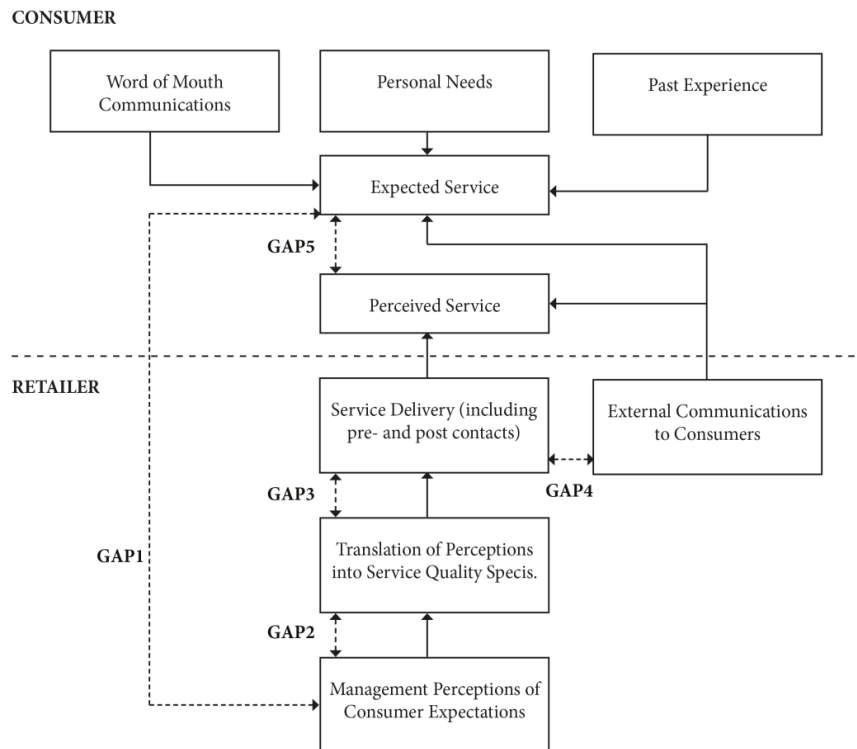 CONSUMER
Word of Mouth
Communications
Personal Needs
Past Experience
Expected Service
GAP5
Perceived Service
RETAILER
Service Delivery (including
pre- and post contacts)
External Communications
to Consumers
GAP3
GAP4
GAP1
Translation of Perceptions
into Service Quality Specis.
GAP2
Management Perceptions of
Consumer Expectations